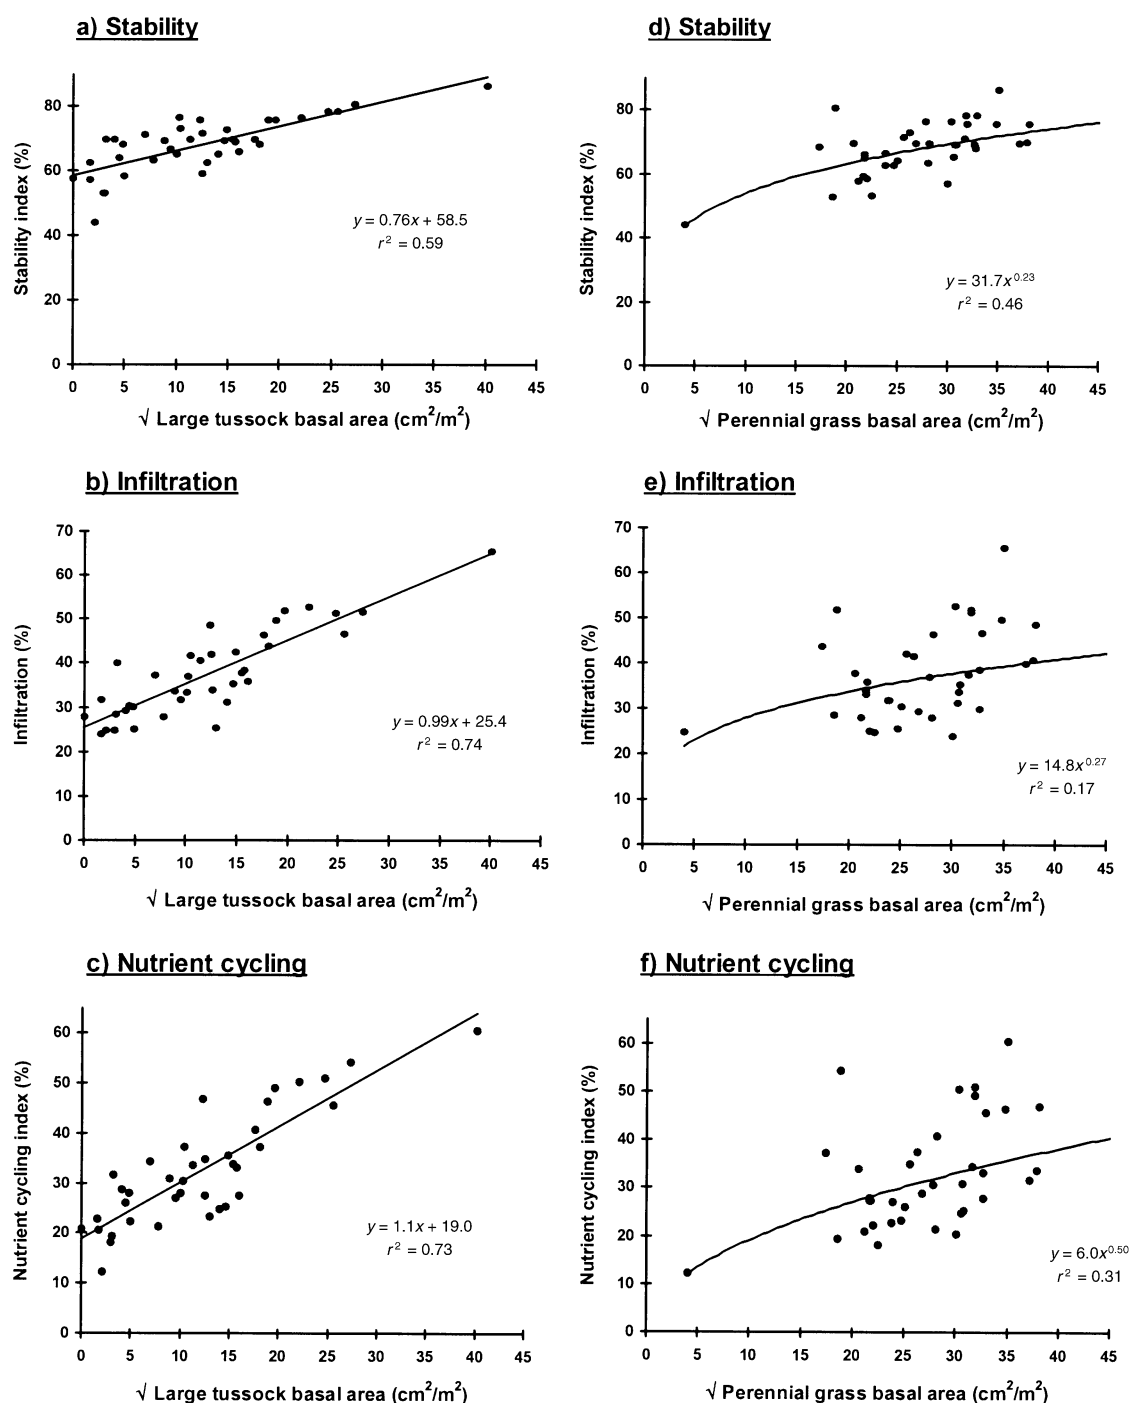 a) Stability
80
60
40
20
0
0 5 10 15 20 25 30 35 40 45
Stability index (%)
y = 0.76x + 58.5
r² = 0.59
√ Large tussock basal area (cm²/m²)
d) Stability
80
60
40
20
0
0 5 10 15 20 25 30 35 40 45
Stability index (%)
y = 31.7x^0.23
r² = 0.46
√ Perennial grass basal area (cm²/m²)
b) Infiltration
70
60
50
40
30
20
10
0
0 5 10 15 20 25 30 35 40 45
Infiltration (%)
y = 0.99x + 25.4
r² = 0.74
√ Large tussock basal area (cm²/m²)
e) Infiltration
70
60
50
40
30
20
10
0
0 5 10 15 20 25 30 35 40 45
Infiltration (%)
y = 14.8x^0.27
r² = 0.17
√ Perennial grass basal area (cm²/m²)
c) Nutrient cycling
60
50
40
30
20
10
0
0 5 10 15 20 25 30 35 40 45
Nutrient cycling index (%)
y = 1.1x + 19.0
r² = 0.73
√ Large tussock basal area (cm²/m²)
f) Nutrient cycling
60
50
40
30
20
10
0
0 5 10 15 20 25 30 35 40 45
Nutrient cycling index (%)
y = 6.0x^0.50
r² = 0.31
√ Perennial grass basal area (cm²/m²)